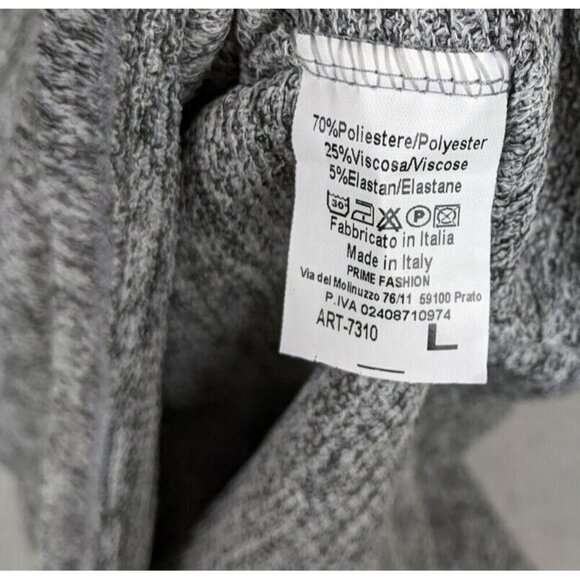 70%Poliestere/Polyester
25%Viscosa/Viscose
5%Elastan/Elastane
30 P
Fabbricato in Italia
Made in Italy
PRIME FASHION
Via del Molinuzzo 76/11 59100 Prato
P.IVA 02408710974
ART-7310
L